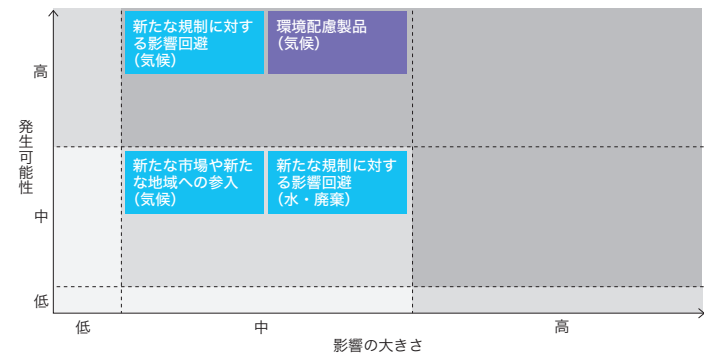 新たな規制に対す
る影響回避
（気候）
環境配慮製品
（気候）
高
発生可能性
新たな市場や新た
な地域への参入
（気候）
新たな規制に対す
る影響回避
（水・廃棄）
中
低
低
中
高
影響の大きさ